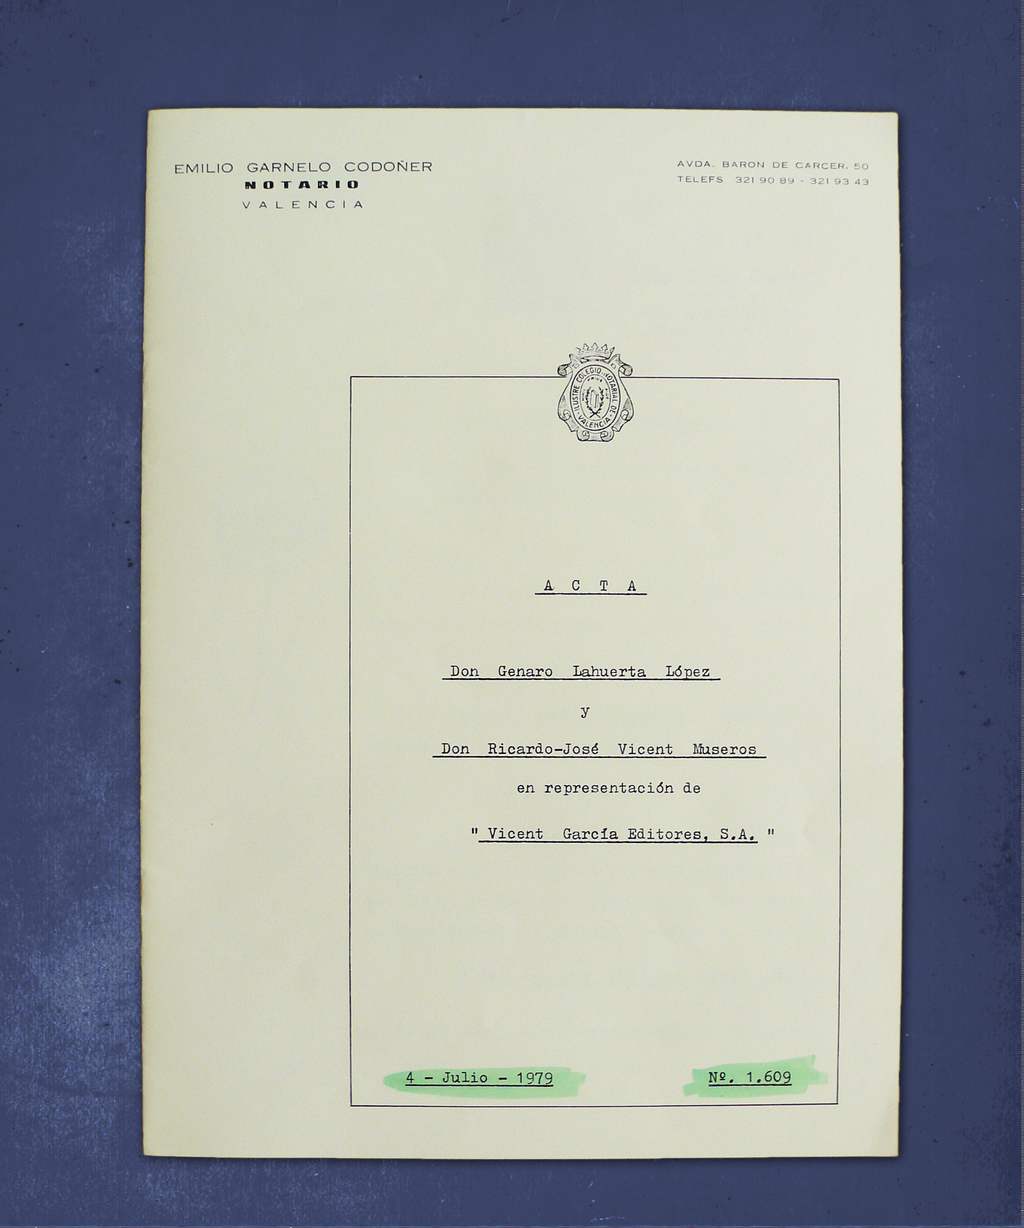 EMILIO GARNELO CODOÑER
NOTARIO
VALENCIA
AVDA. BARON DE CARCER, 50
TELEFS. 321 90 89 - 321 93 43
ILUSTRE COLEGIO NOTARIAL DE VALENCIA
ACTA
Don Genaro Lahuerta López
y
Don Ricardo-José Vicent Museros
en representación de
" Vicent García Editores, S.A. "
4 - Julio - 1979
Nº. 1.609